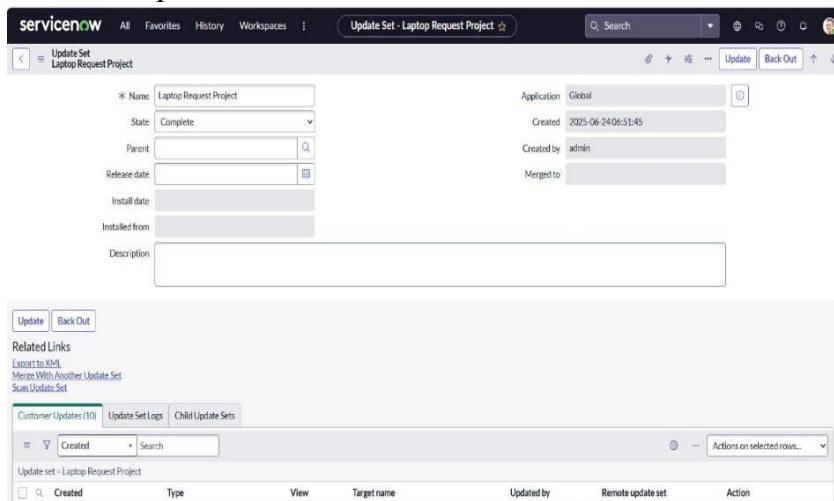 servicenow All Favorites History Workspaces Update Set - Laptop Request Project Search
Update Set
Laptop Request Project
Update Back Out
Name Laptop Request Project Application Global
State Complete Created 2025-06-24 06:51:45
Parent Created by admin
Release date Merged to
Install date
Installed from
Description
Update Back Out
Related Links
Export to XML
Merge With Another Update Set
Scan Update Set
Customer Updates (10) Update Set Logs Child Update Sets
Created Search Actions on selected rows...
Update set = Laptop Request Project
Created Type View Target name Updated by Remote update set Action